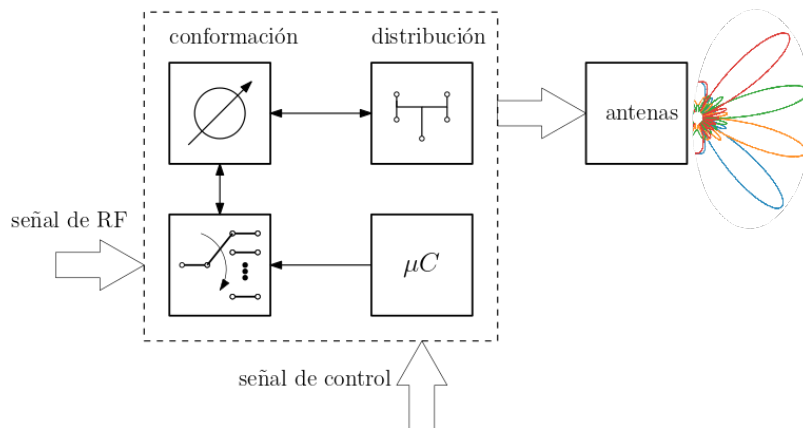 conformación
distribución
antenas
señal de RF
μC
señal de control